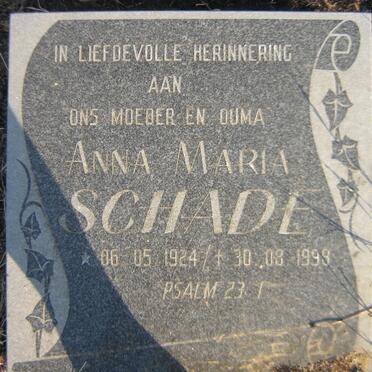 IN LIEFDEVOLLE HERINNERING
AAN
ONS MOEDER EN OUMA
ANNA MARIA
SCHADE
* 06 05 1924 / † 30 08 1993
PSALM 23 1